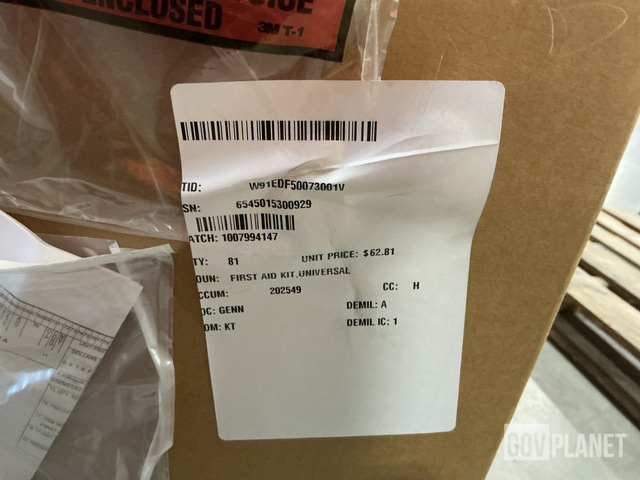 OICE
ENCLOSED
3M T-1
TID: W91EDF50073001V
SN: 6545015300929
ATCH: 1007994147
TY: 81 UNIT PRICE: $62.81
OUN: FIRST AID KIT,UNIVERSAL
CCUM: 202549 CC: H
OC: GENN DEMIL: A
OM: KT DEMIL IC: 1
GOVPLANET